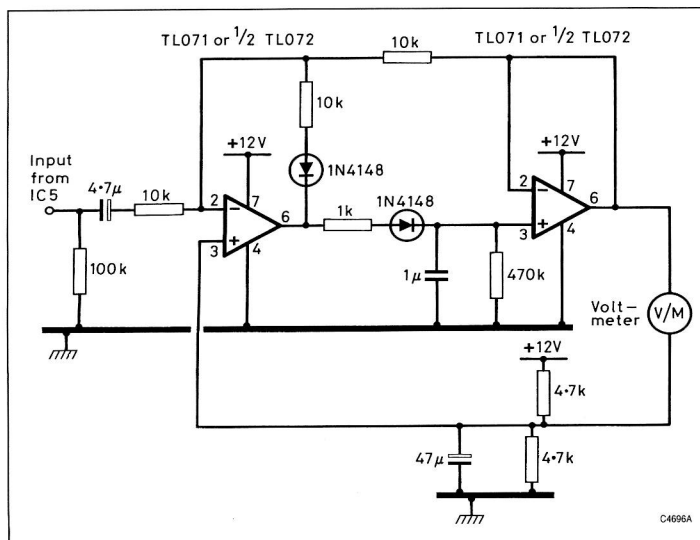 TL071 or 1/2 TL072
10k
TL071 or 1/2 TL072
10k
+12V
+12V
Input
from
IC5
4·7μ
10k
1N4148
1N4148
2
−
7
6
1k
2
−
7
6
3
+
4
3
+
4
100k
1μ
470k
Volt–
meter
V/M
+12V
4·7k
47μ
4·7k
C4696A